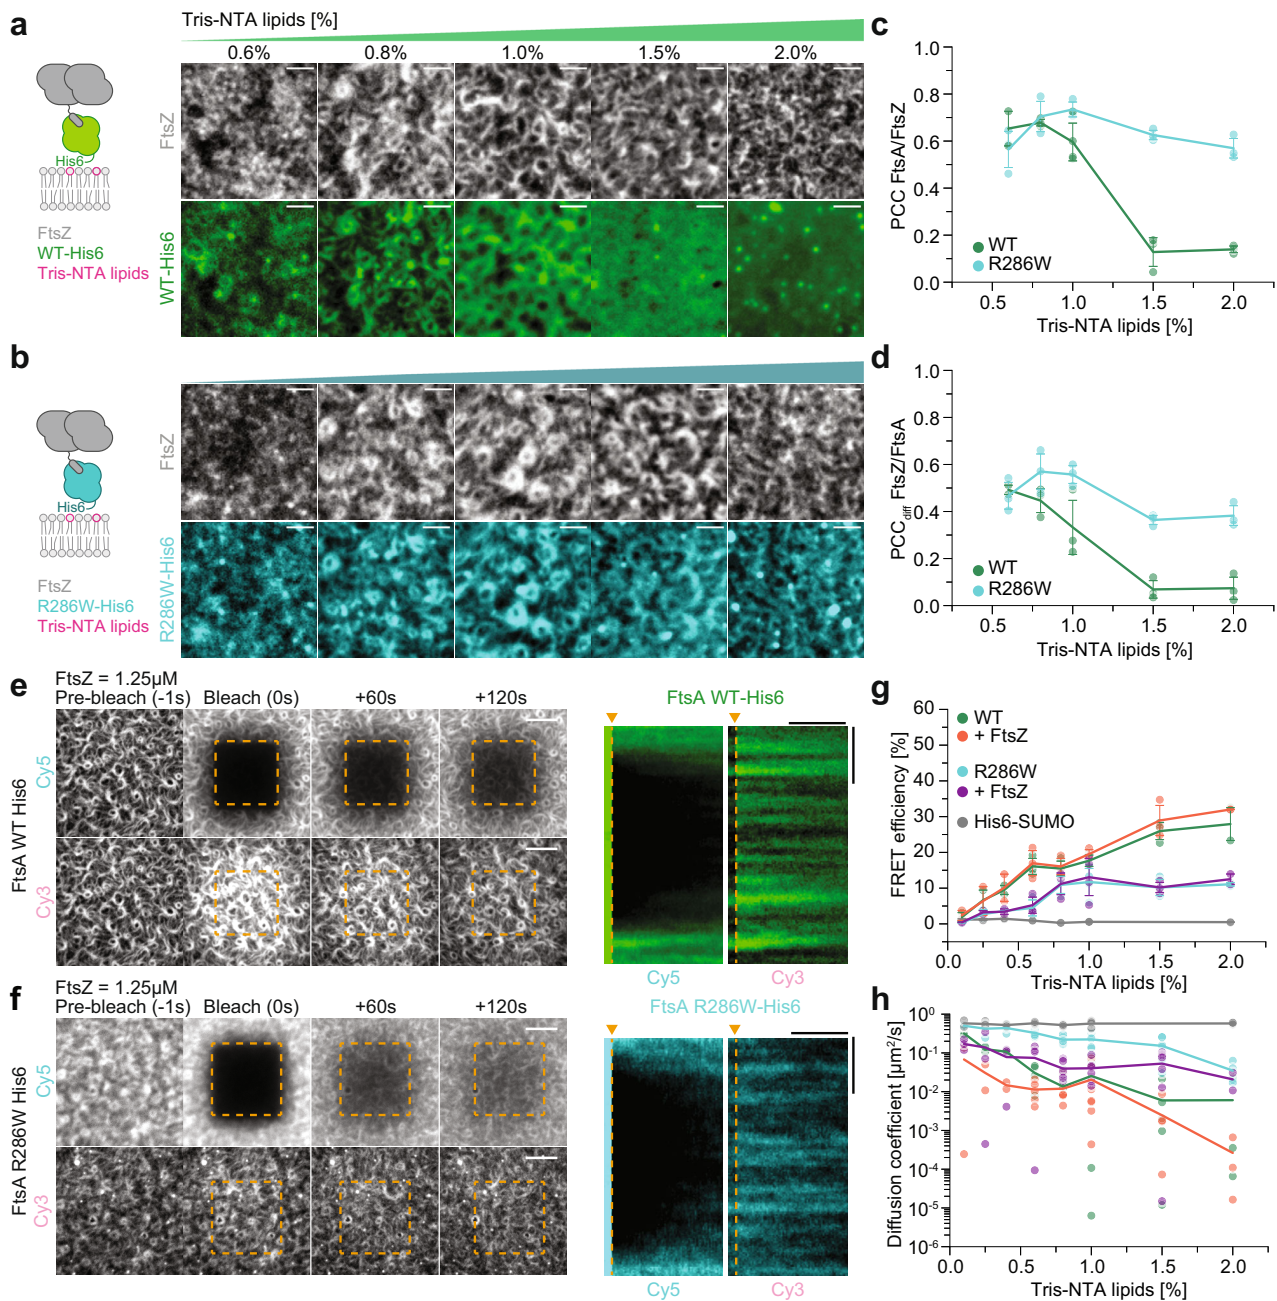 a
Tris-NTA lipids [%]
0.6%
0.8%
1.0%
1.5%
2.0%
His6
FtsZ
WT-His6
Tris-NTA lipids
FtsZ
WT-His6
b
His6
FtsZ
R286W-His6
Tris-NTA lipids
FtsZ
R286W-His6
c
PCC FtsA/FtsZ
1.0
0.8
0.6
0.4
0.2
0.0
WT
R286W
0.5
1.0
1.5
2.0
Tris-NTA lipids [%]
d
PCCdiff FtsZ/FtsA
1.0
0.8
0.6
0.4
0.2
0.0
WT
R286W
0.5
1.0
1.5
2.0
Tris-NTA lipids [%]
e
FtsZ = 1.25µM
Pre-bleach (-1s)
Bleach (0s)
+60s
+120s
FtsA WT His6
Cy5
Cy3
FtsA WT-His6
Cy5
Cy3
f
FtsZ = 1.25µM
Pre-bleach (-1s)
Bleach (0s)
+60s
+120s
FtsA R286W His6
Cy5
Cy3
FtsA R286W-His6
Cy5
Cy3
g
FRET efficiency [%]
60
50
40
30
20
10
0
WT
+ FtsZ
R286W
+ FtsZ
His6-SUMO
0.0
0.5
1.0
1.5
2.0
Tris-NTA lipids [%]
h
Diffusion coefficient [µm²/s]
10⁰
10⁻¹
10⁻²
10⁻³
10⁻⁴
10⁻⁵
10⁻⁶
0.0
0.5
1.0
1.5
2.0
Tris-NTA lipids [%]